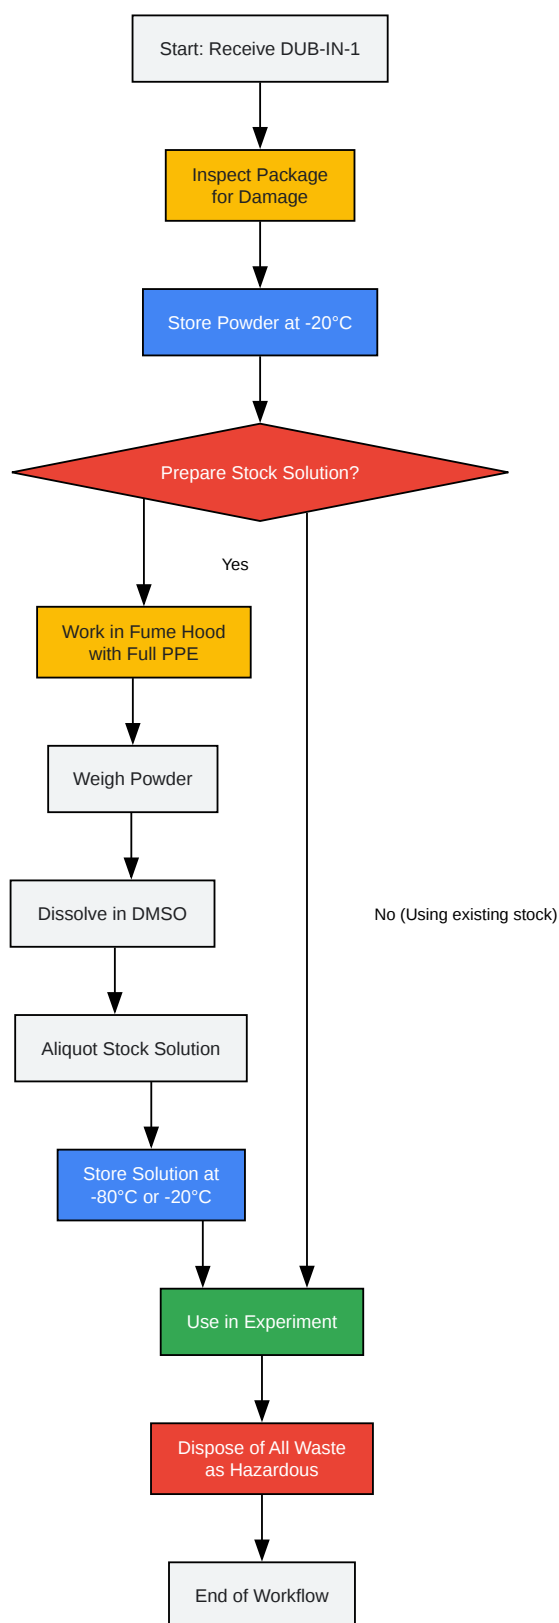 Start: Receive DUB-IN-1
Inspect Package
for Damage
Store Powder at -20°C
Prepare Stock Solution?
Yes
Work in Fume Hood
with Full PPE
Weigh Powder
Dissolve in DMSO
No (Using existing stock)
Aliquot Stock Solution
Store Solution at
-80°C or -20°C
Use in Experiment
Dispose of All Waste
as Hazardous
End of Workflow